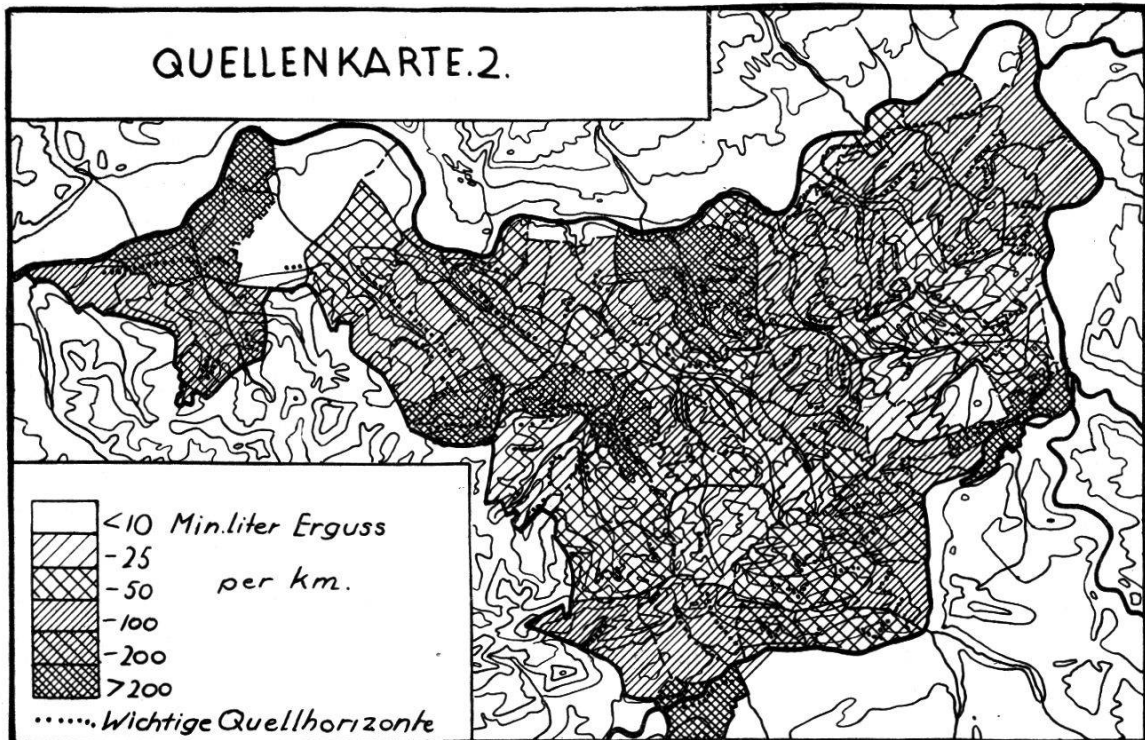 QUELLENKARTE.2.
<10 Min.liter Erguss
-25
per km.
-50
-100
-200
>200
...... Wichtige Quellhorizonte